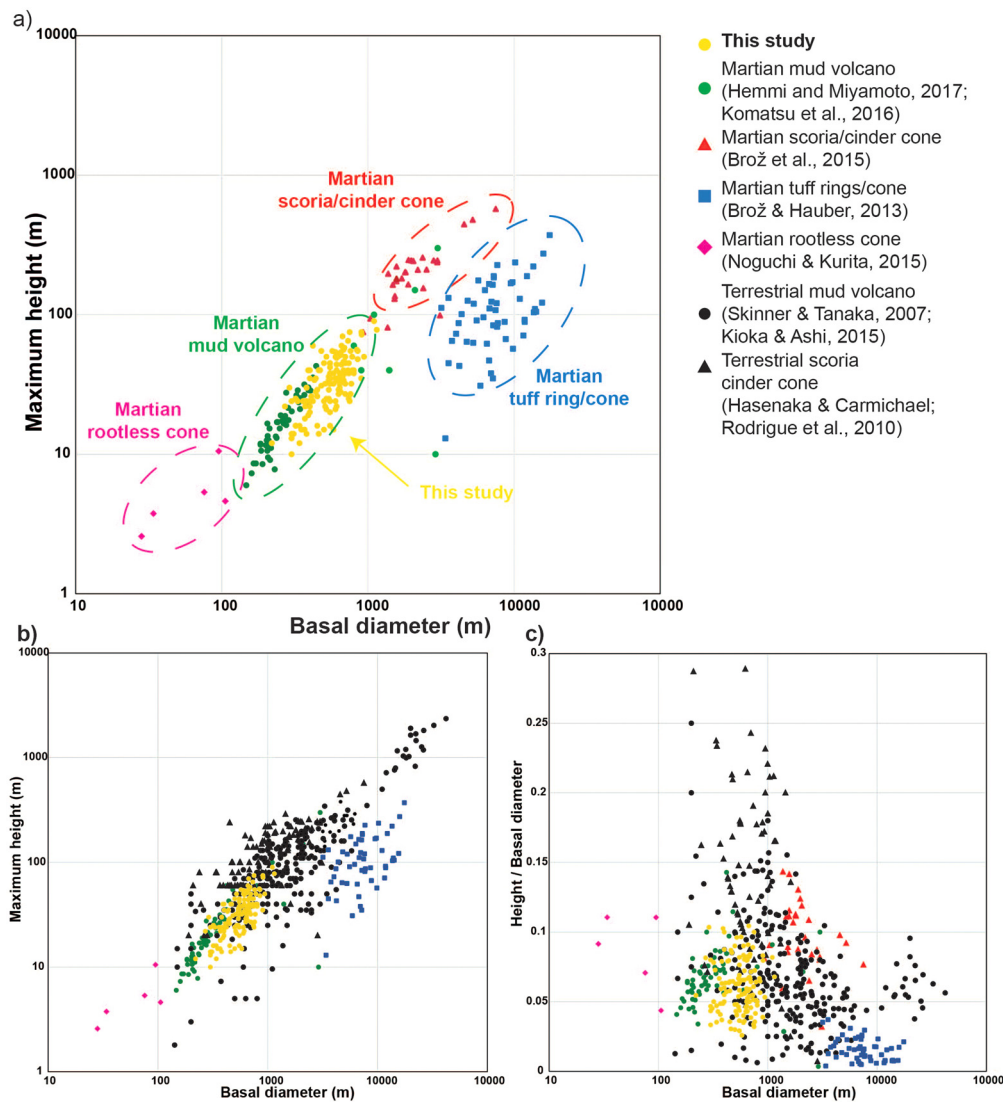 a)
10000
1000
100
10
1
Maximum height (m)
10
100
1000
10000
10000
Basal diameter (m)
Martian
scoria/cinder cone
Martian
mud volcano
Martian
rootless cone
Martian
tuff ring/cone
This study
This study
Martian mud volcano
(Hemmi and Miyamoto, 2017;
Komatsu et al., 2016)
Martian scoria/cinder cone
(Brož et al., 2015)
Martian tuff rings/cone
(Brož & Hauber, 2013)
Martian rootless cone
(Noguchi & Kurita, 2015)
Terrestrial mud volcano
(Skinner & Tanaka, 2007;
Kioka & Ashi, 2015)
Terrestrial scoria
cinder cone
(Hasenaka & Carmichael;
Rodrigue et al., 2010)
b)
10000
1000
100
10
1
Maximum height (m)
10
100
1000
10000
10000
Basal diameter (m)
c)
0.3
0.25
0.2
0.15
0.1
0.05
0
Height / Basal diameter
10
100
1000
10000
10000
Basal diameter (m)